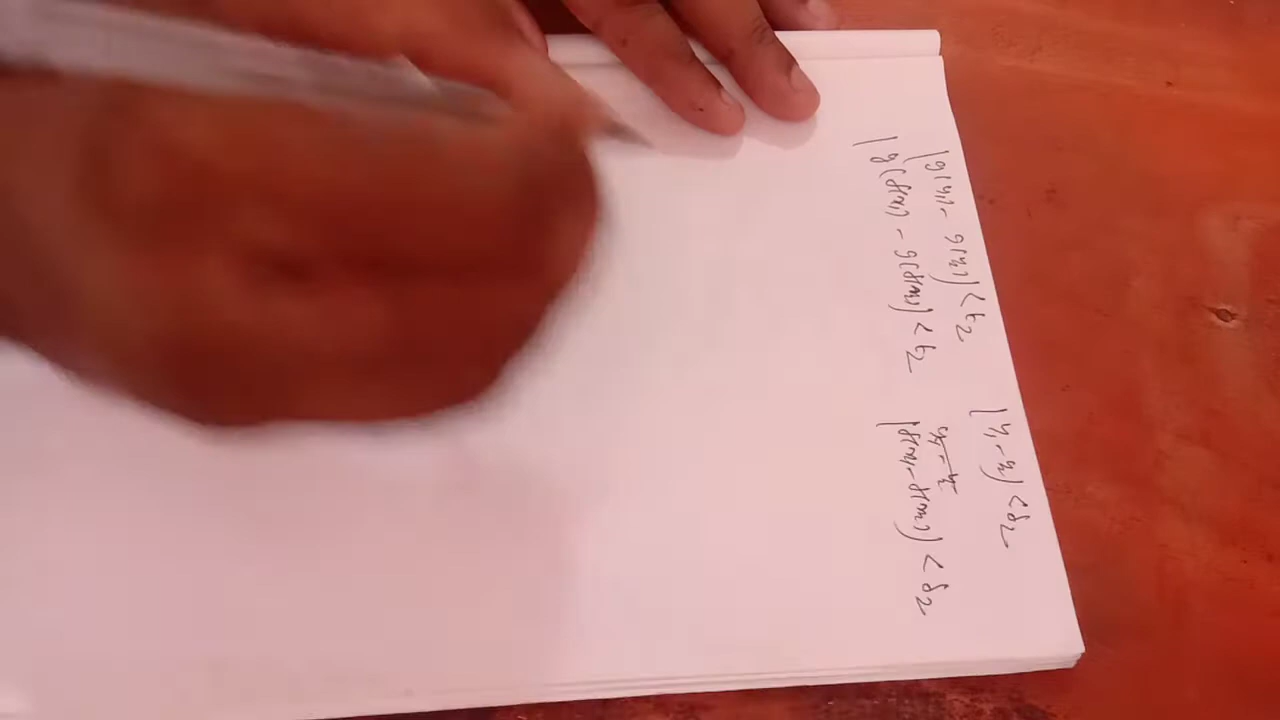 |g(y₁) - g(y₂)| < ε₂ |y₁ - y₂| < δ₂
|g(f(x₁)) - g(f(x₂))| < ε₂ |f(x₁) - f(x₂)| < δ₂